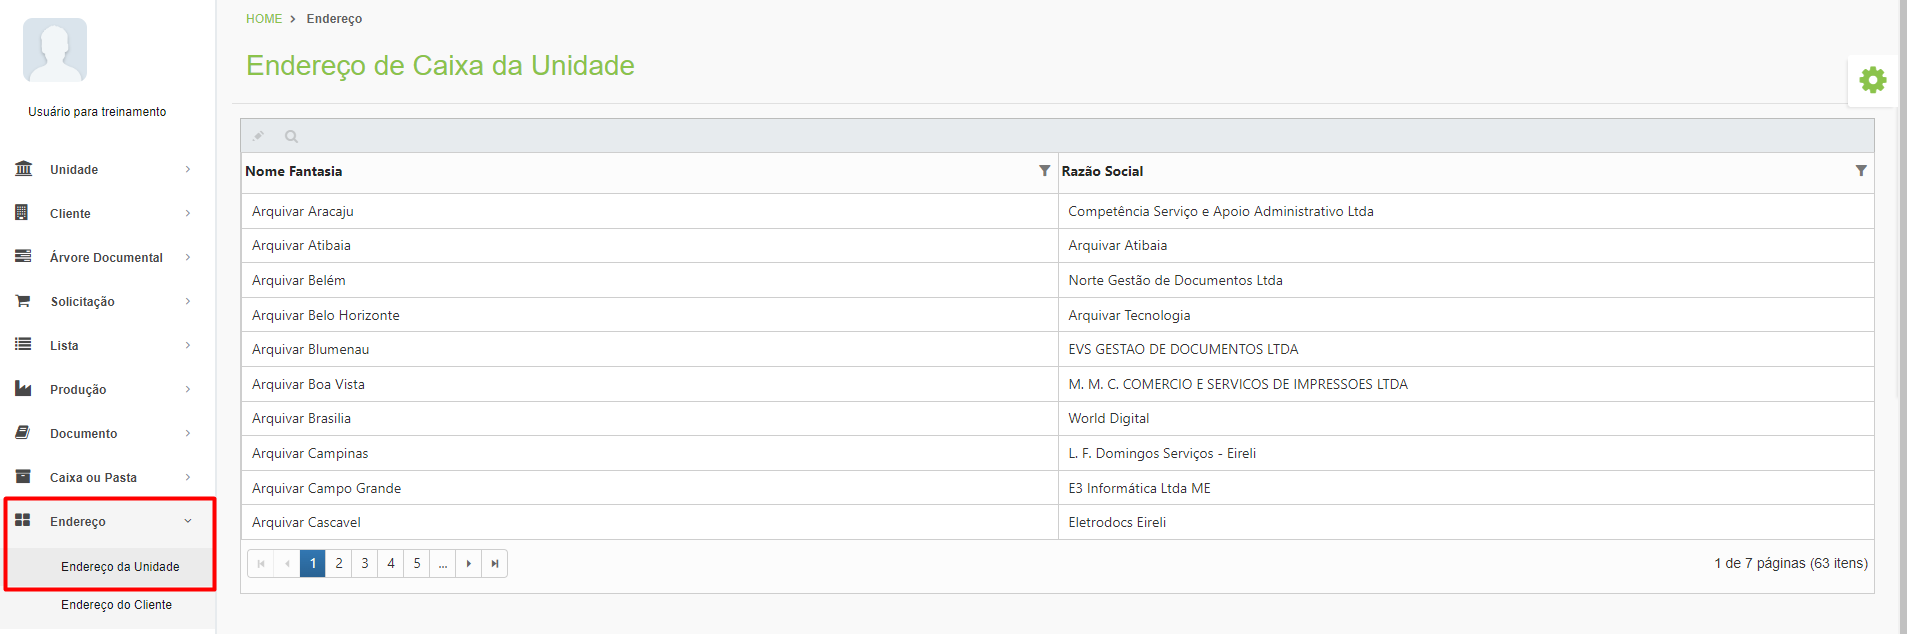 Usuário para treinamento
Unidade
Cliente
Árvore Documental
Solicitação
Lista
Produção
Documento
Caixa ou Pasta
Endereço
Endereço da Unidade
Endereço do Cliente
HOME > Endereço
Endereço de Caixa da Unidade
Nome Fantasia Razão Social
Arquivar Aracaju Competência Serviço e Apoio Administrativo Ltda
Arquivar Atibaia Arquivar Atibaia
Arquivar Belém Norte Gestão de Documentos Ltda
Arquivar Belo Horizonte Arquivar Tecnologia
Arquivar Blumenau EVS GESTAO DE DOCUMENTOS LTDA
Arquivar Boa Vista M. M. C. COMERCIO E SERVICOS DE IMPRESSOES LTDA
Arquivar Brasilia World Digital
Arquivar Campinas L. F. Domingos Serviços - Eireli
Arquivar Campo Grande E3 Informática Ltda ME
Arquivar Cascavel Eletrodocs Eireli
1 2 3 4 5 ... 1 de 7 páginas (63 itens)